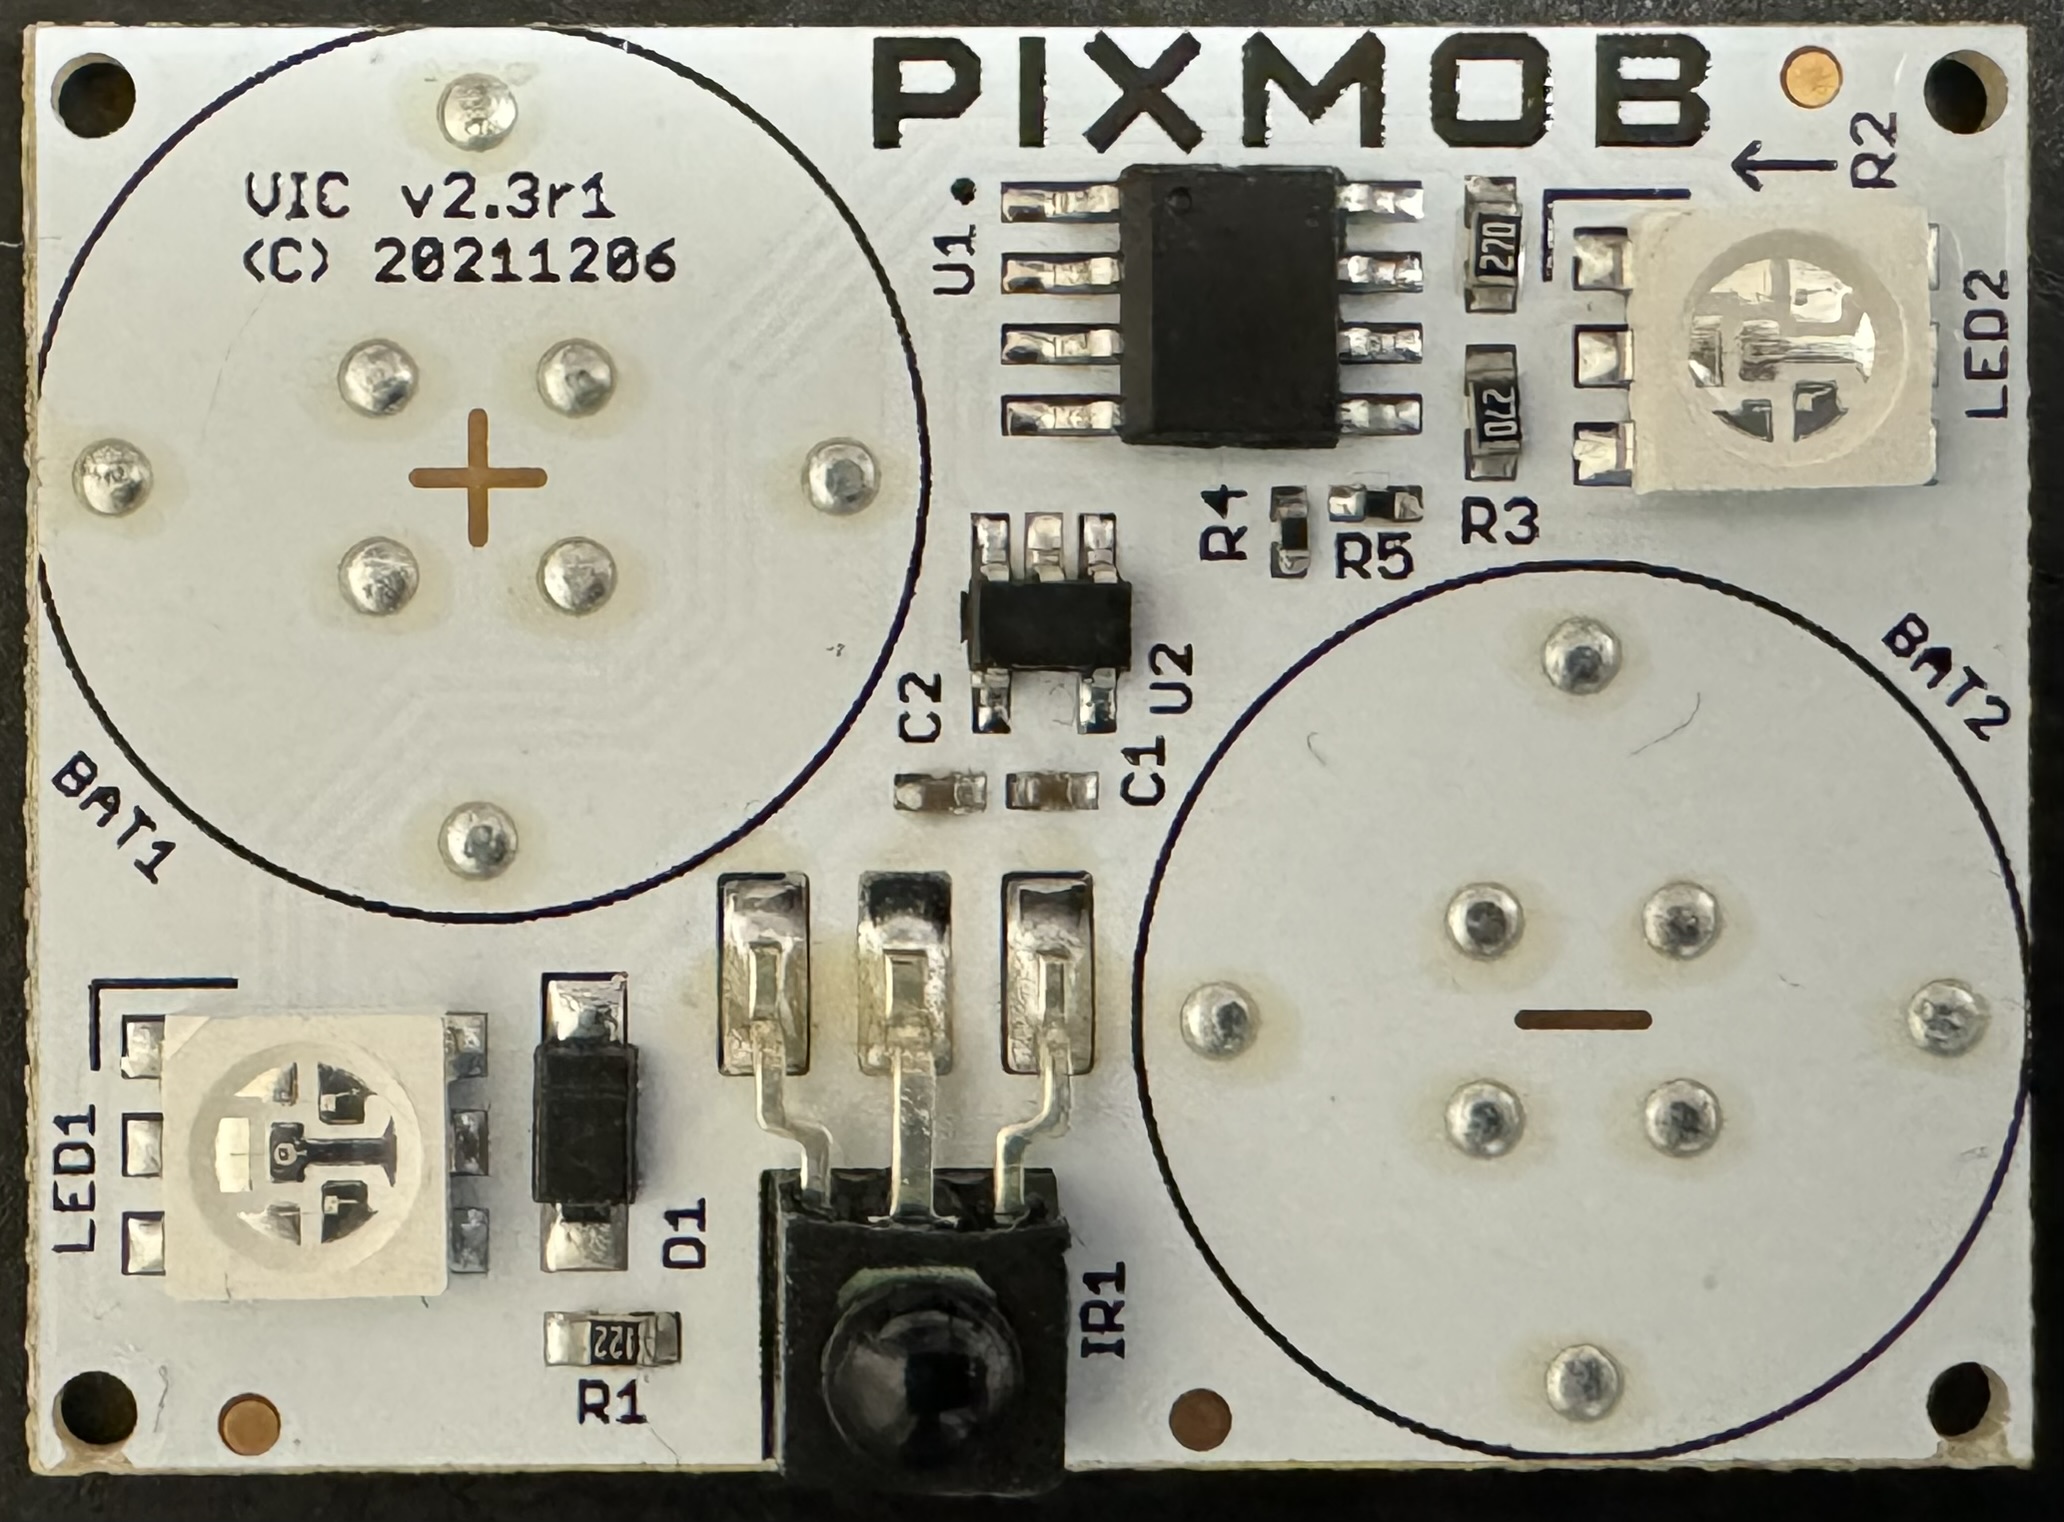 PIXMOB
R2
VIC v2.3r1
(C) 20211206
U1
270
LED2
270
R4
R5
R3
BAT2
U2
C2
C1
BAT1
LED1
D1
IR1
122
R1